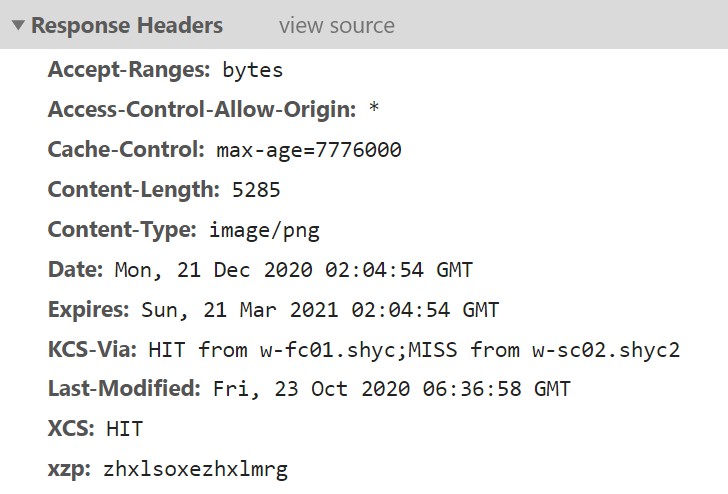 Response Headers view source
Accept-Ranges: bytes
Access-Control-Allow-Origin: *
Cache-Control: max-age=7776000
Content-Length: 5285
Content-Type: image/png
Date: Mon, 21 Dec 2020 02:04:54 GMT
Expires: Sun, 21 Mar 2021 02:04:54 GMT
KCS-Via: HIT from w-fc01.shyc;MISS from w-sc02.shyc2
Last-Modified: Fri, 23 Oct 2020 06:36:58 GMT
XCS: HIT
xzp: zhxlsoxezhxlmrg